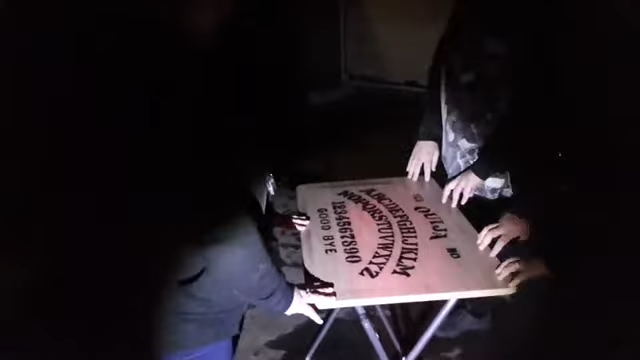 OUIJA
NO
ABCDEFGHIJKLM
NOPQRSTUVWXYZ
1234567890
GOOD BYE